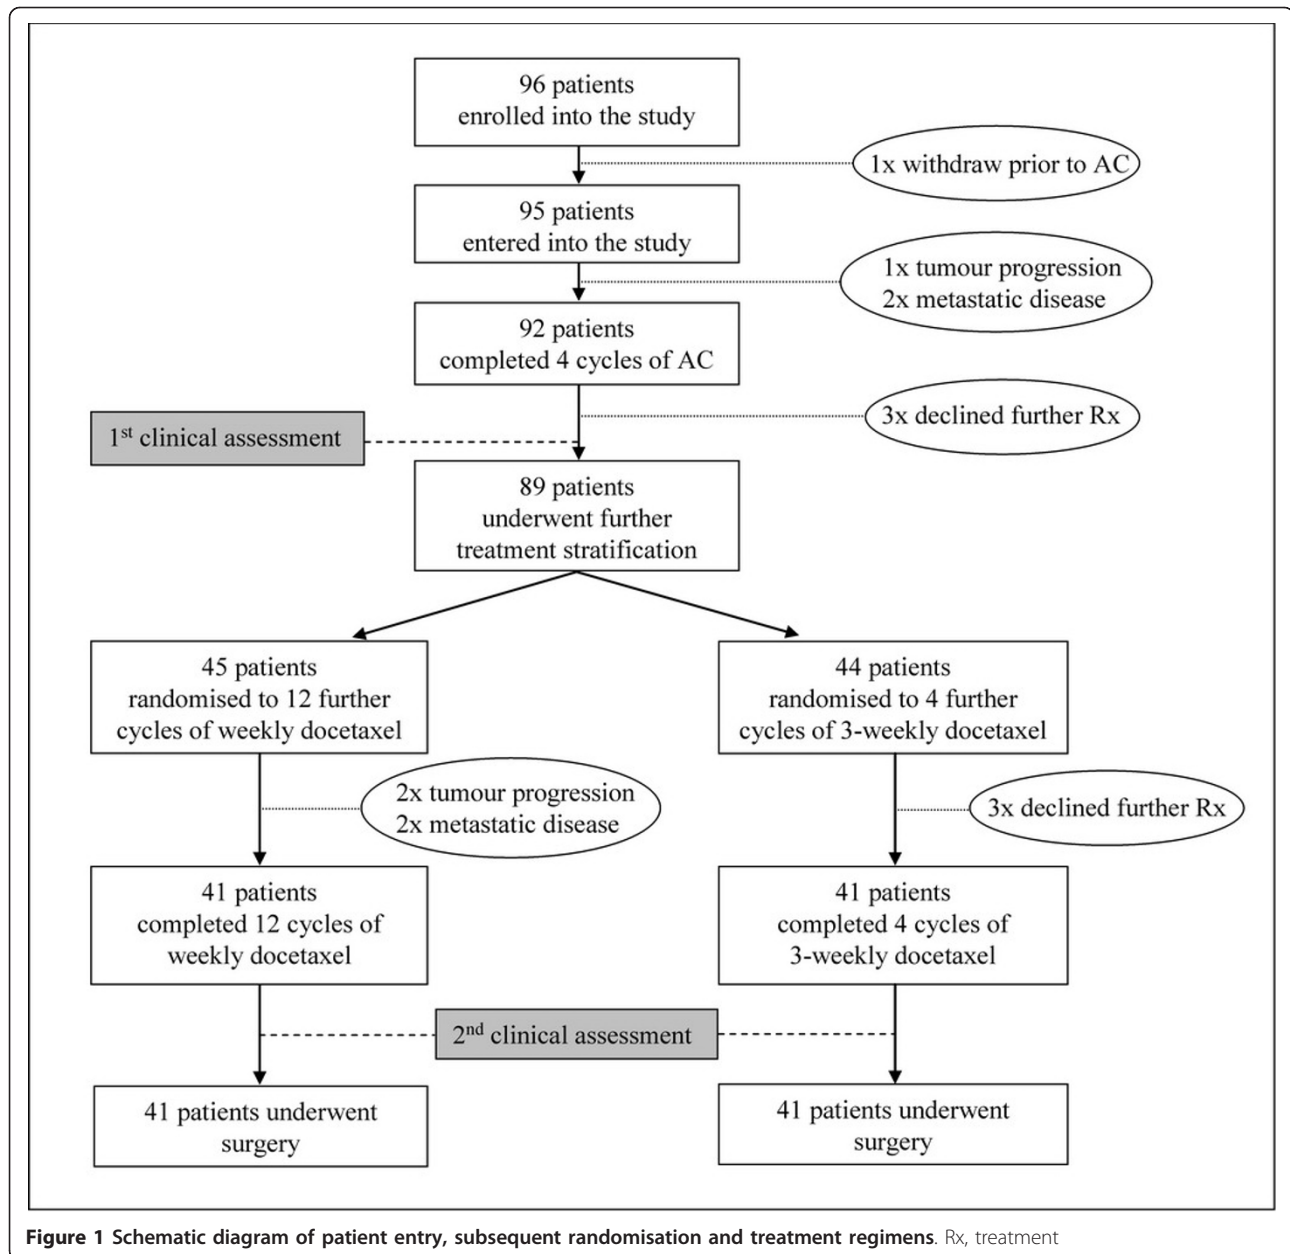 96 patients
enrolled into the study
1x withdraw prior to AC
95 patients
entered into the study
1x tumour progression
2x metastatic disease
92 patients
completed 4 cycles of AC
3x declined further Rx
1st clinical assessment
89 patients
underwent further
treatment stratification
45 patients
randomised to 12 further
cycles of weekly docetaxel
44 patients
randomised to 4 further
cycles of 3-weekly docetaxel
2x tumour progression
2x metastatic disease
3x declined further Rx
41 patients
completed 12 cycles of
weekly docetaxel
41 patients
completed 4 cycles of
3-weekly docetaxel
2nd clinical assessment
41 patients underwent
surgery
41 patients underwent
surgery
Figure 1 Schematic diagram of patient entry, subsequent randomisation and treatment regimens. Rx, treatment